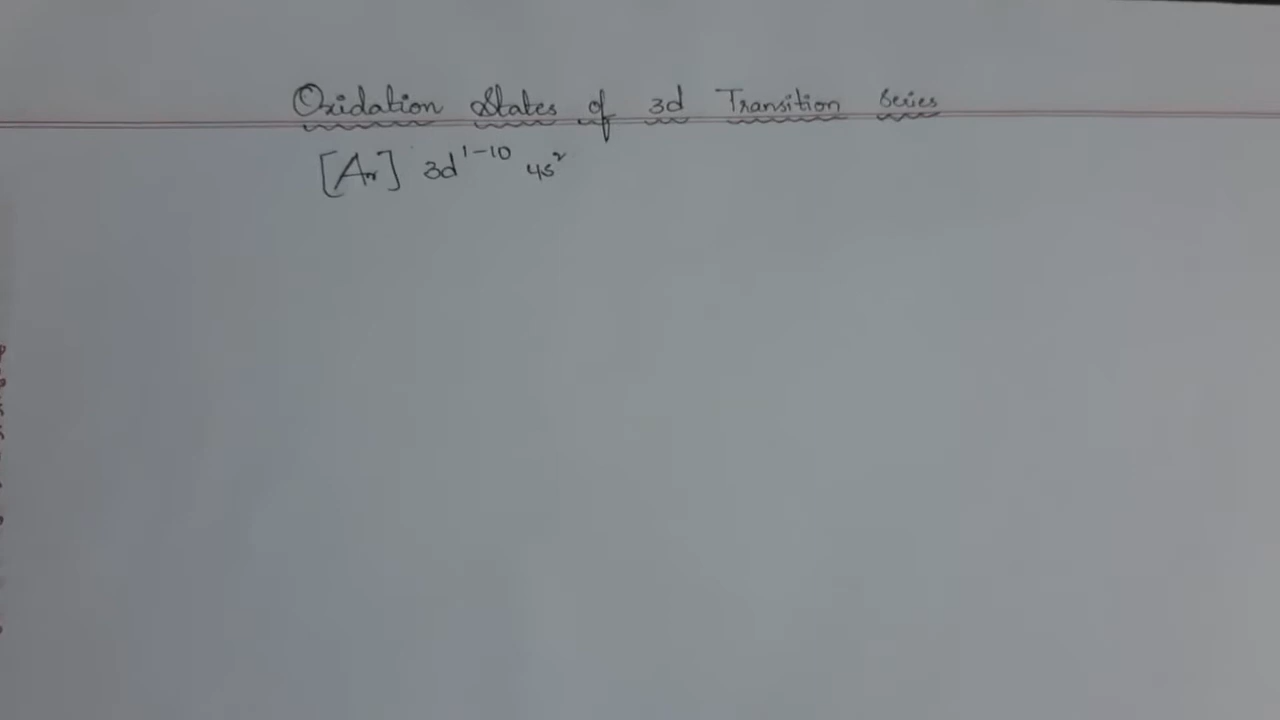 Oxidation States of 3d Transition Series
[Ar] 3d¹⁻¹⁰ 4s²